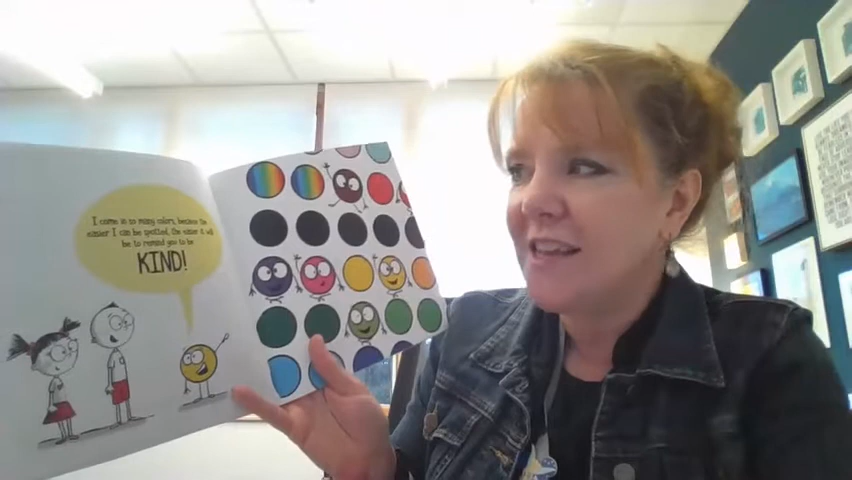 I come in so many colors, because the
easier I can be spotted, the easier it will
be to remind you to be
KIND!